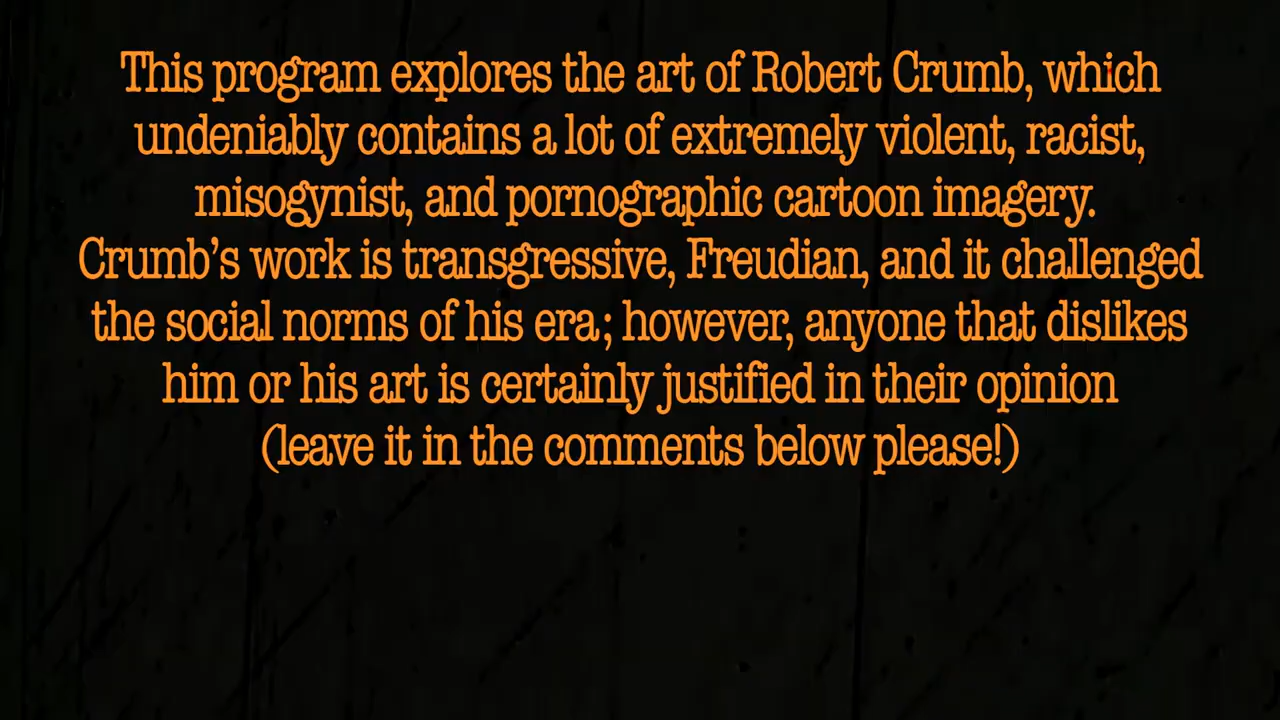 This program explores the art of Robert Crumb, which
undeniably contains a lot of extremely violent, racist,
misogynist, and pornographic cartoon imagery.
Crumb’s work is transgressive, Freudian, and it challenged
the social norms of his era; however, anyone that dislikes
him or his art is certainly justified in their opinion
(leave it in the comments below please!)